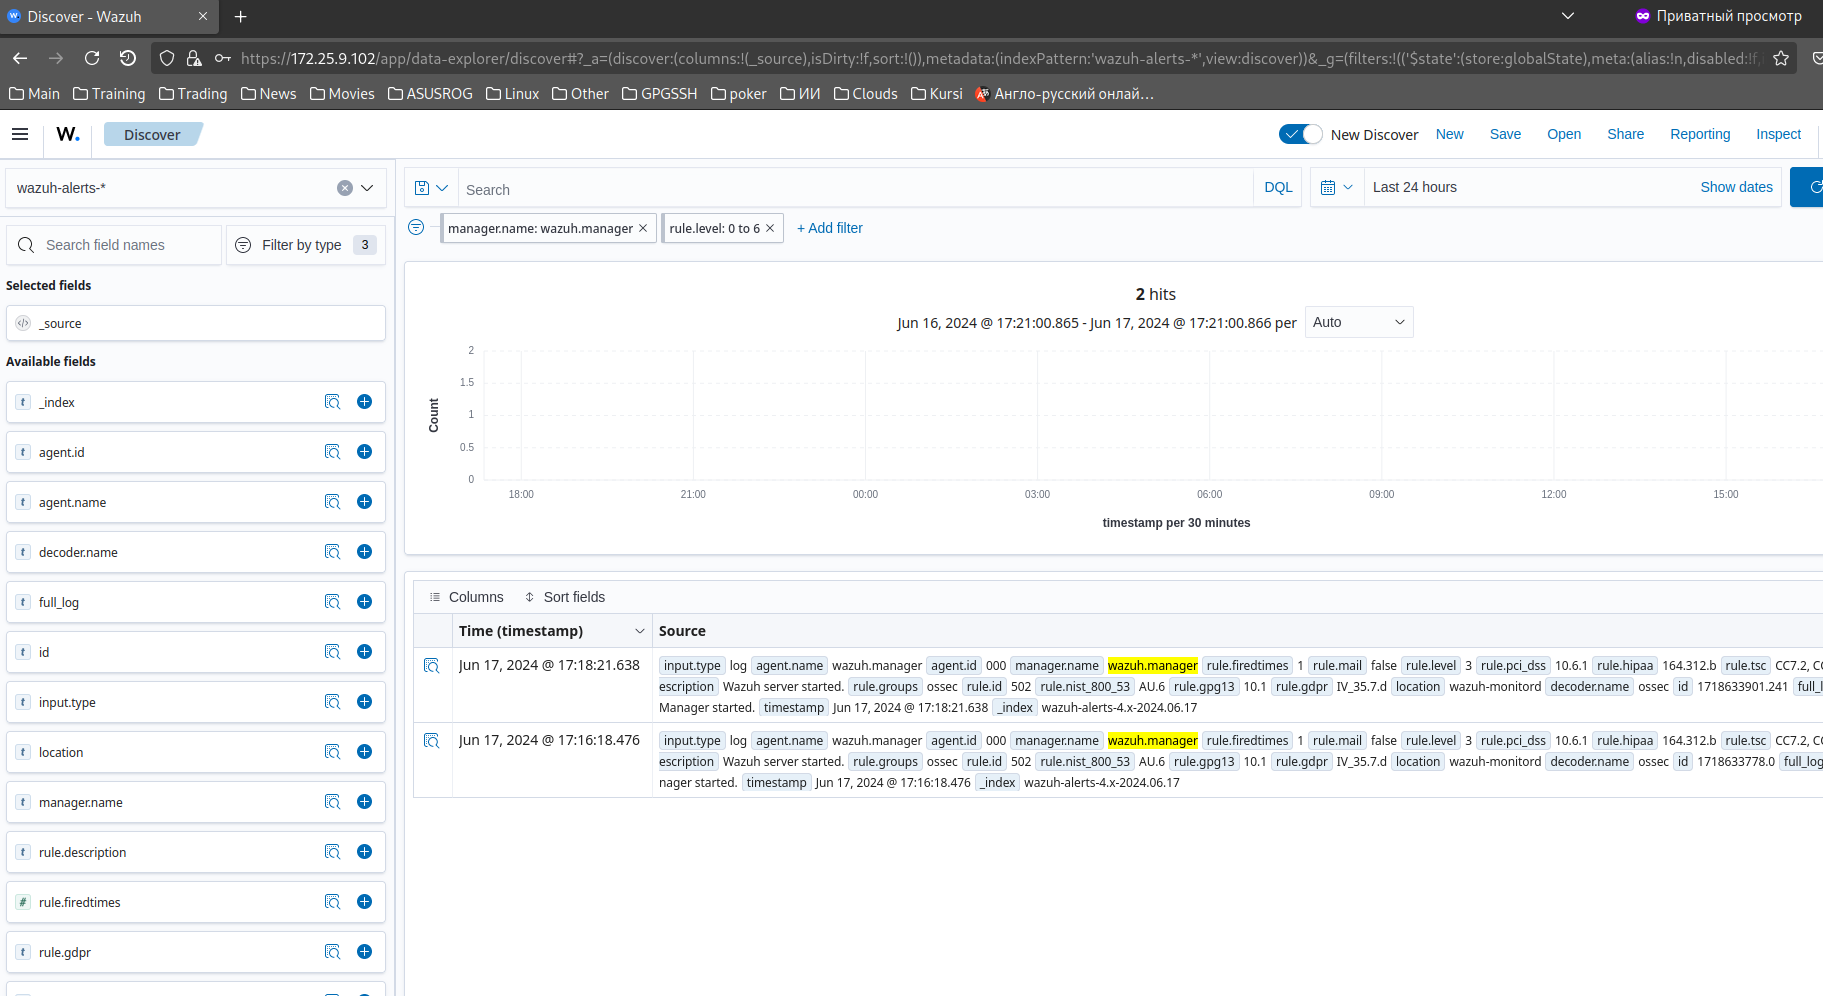 Discover - Wazuh
Приватный просмотр
https://172.25.9.102/app/data-explorer/discover#?_a=(discover:(columns:!(_source),isDirty:!f,sort:!()),metadata:(indexPattern:'wazuh-alerts-*',view:discover))&_g=(filters:!(('$state':(store:globalState),meta:(alias:!n,disabled:!f,
Main Training Trading News Movies ASUSROG Linux Other GPGSSH poker ИИ Clouds Kursi Англо-русский онлай…
W. Discover New Discover New Save Open Share Reporting Inspect
wazuh-alerts-*
Search DQL Last 24 hours Show dates
manager.name: wazuh.manager rule.level: 0 to 6 + Add filter
Search field names Filter by type 3
Selected fields
_source
Available fields
_index
agent.id
agent.name
decoder.name
full_log
id
input.type
location
manager.name
rule.description
rule.firedtimes
rule.gdpr
2 hits
Jun 16, 2024 @ 17:21:00.865 - Jun 17, 2024 @ 17:21:00.866 per Auto
2
1.5
1
0.5
0
Count
18:00 21:00 00:00 03:00 06:00 09:00 12:00 15:00
timestamp per 30 minutes
Columns Sort fields
Time (timestamp) Source
Jun 17, 2024 @ 17:18:21.638 input.type log agent.name wazuh.manager agent.id 000 manager.name wazuh.manager rule.firedtimes 1 rule.mail false rule.level 3 rule.pci_dss 10.6.1 rule.hipaa 164.312.b rule.tsc CC7.2, CC
escription Wazuh server started. rule.groups ossec rule.id 502 rule.nist_800_53 AU.6 rule.gpg13 10.1 rule.gdpr IV_35.7.d location wazuh-monitord decoder.name ossec id 1718633901.241 full_l
Manager started. timestamp Jun 17, 2024 @ 17:18:21.638 _index wazuh-alerts-4.x-2024.06.17
Jun 17, 2024 @ 17:16:18.476 input.type log agent.name wazuh.manager agent.id 000 manager.name wazuh.manager rule.firedtimes 1 rule.mail false rule.level 3 rule.pci_dss 10.6.1 rule.hipaa 164.312.b rule.tsc CC7.2, CC
escription Wazuh server started. rule.groups ossec rule.id 502 rule.nist_800_53 AU.6 rule.gpg13 10.1 rule.gdpr IV_35.7.d location wazuh-monitord decoder.name ossec id 1718633778.0 full_log
nager started. timestamp Jun 17, 2024 @ 17:16:18.476 _index wazuh-alerts-4.x-2024.06.17